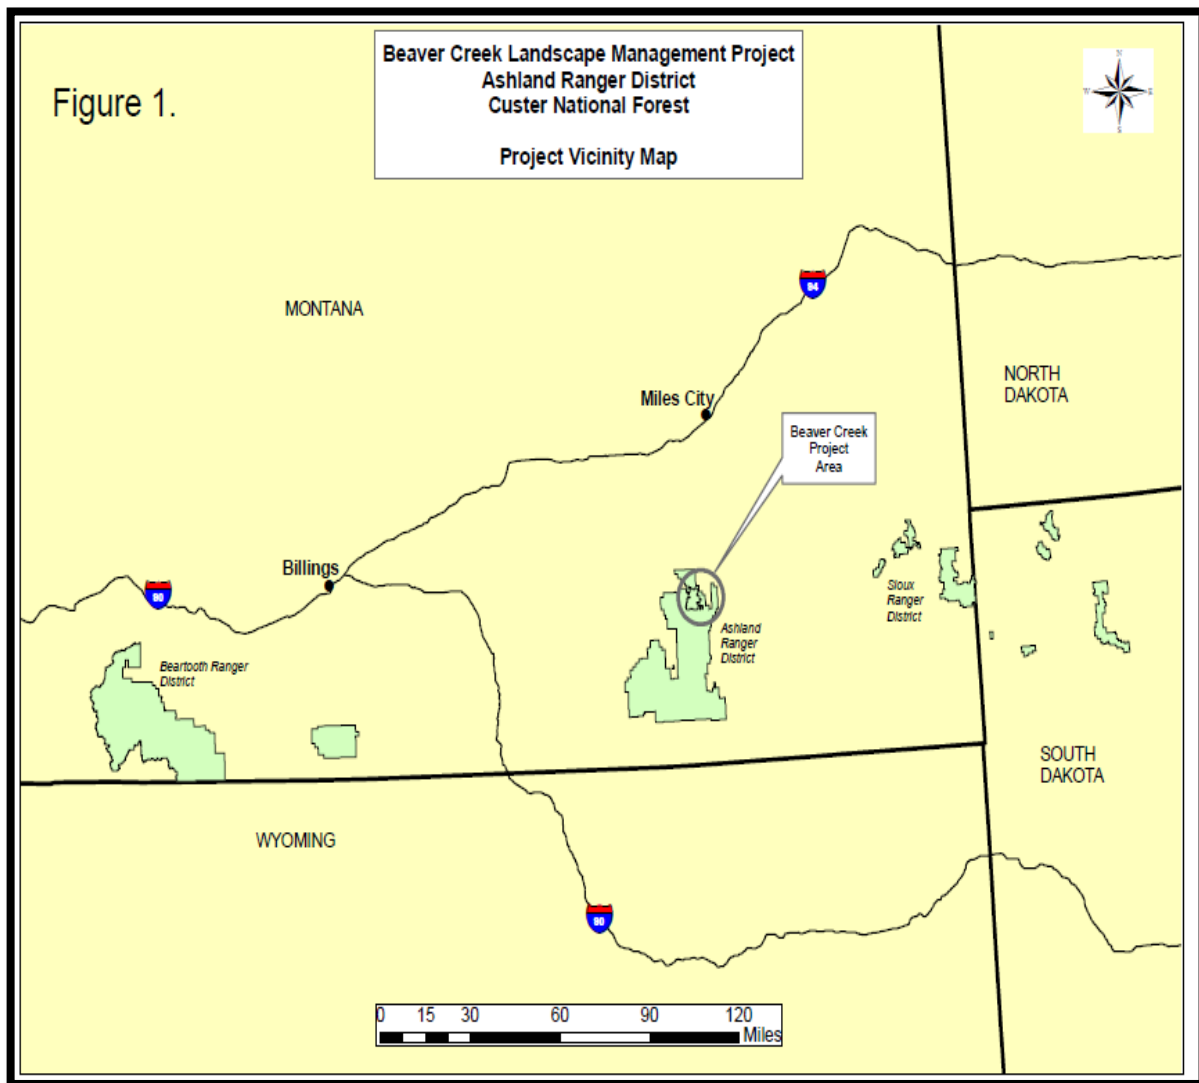 Beaver Creek Landscape Management Project
Ashland Ranger District
Custer National Forest
Project Vicinity Map
Figure 1.
N
W
E
S
MONTANA
94
NORTH
DAKOTA
Miles City
Beaver Creek
Project
Area
Billings
90
Sioux
Ranger
District
Ashland
Ranger
District
Beartooth Ranger
District
SOUTH
DAKOTA
WYOMING
90
0 15 30 60 90 120
Miles